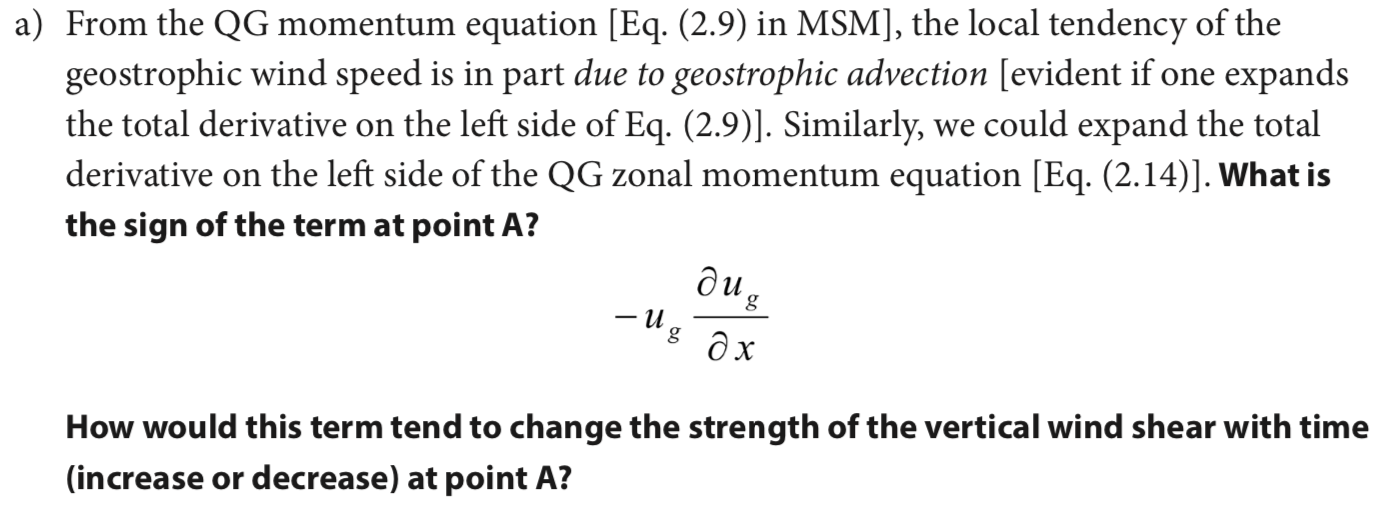 a) From the QG momentum equation [Eq. (2.9) in MSM], the local tendency of the
geostrophic wind speed is in part due to geostrophic advection [evident if one expands
the total derivative on the left side of Eq. (2.9)]. Similarly, we could expand the total
derivative on the left side of the QG zonal momentum equation [Eq. (2.14)]. What is
the sign of the term at point A?
− u_g ∂u_g / ∂x
How would this term tend to change the strength of the vertical wind shear with time
(increase or decrease) at point A?